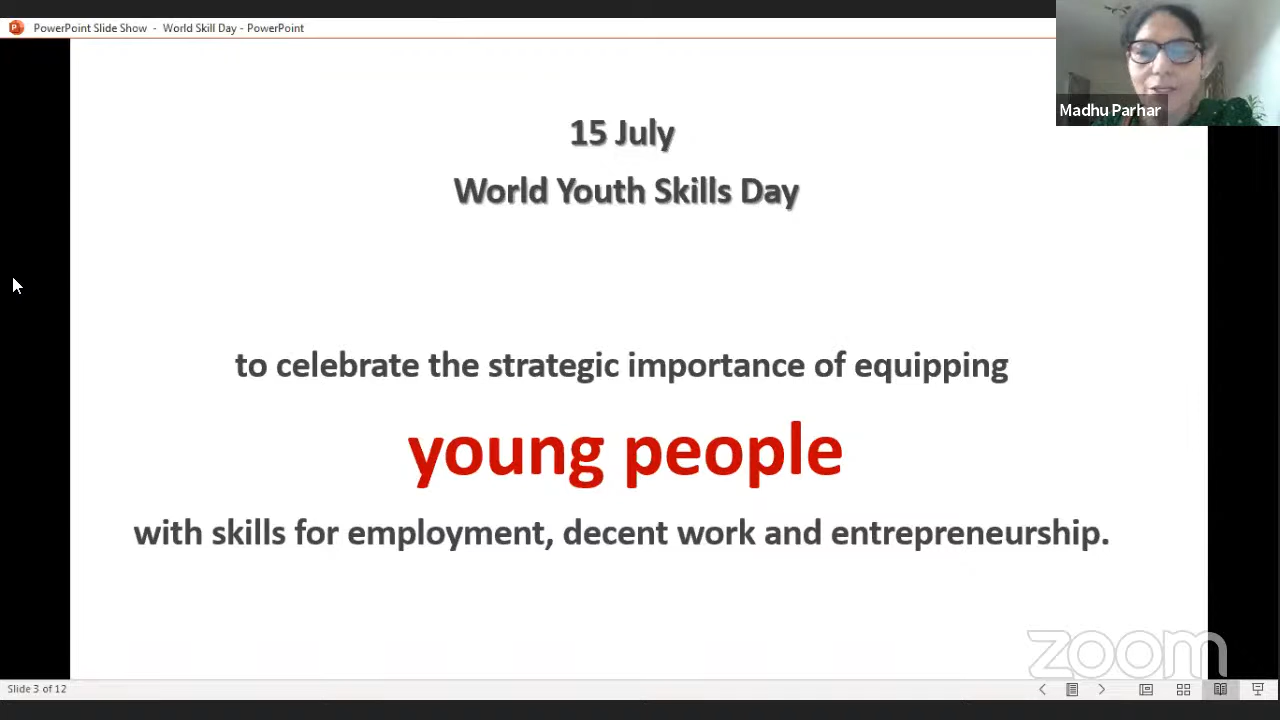 PowerPoint Slide Show - World Skill Day - PowerPoint
Madhu Parhar
15 July
World Youth Skills Day
to celebrate the strategic importance of equipping
young people
with skills for employment, decent work and entrepreneurship.
zoom
Slide 3 of 12